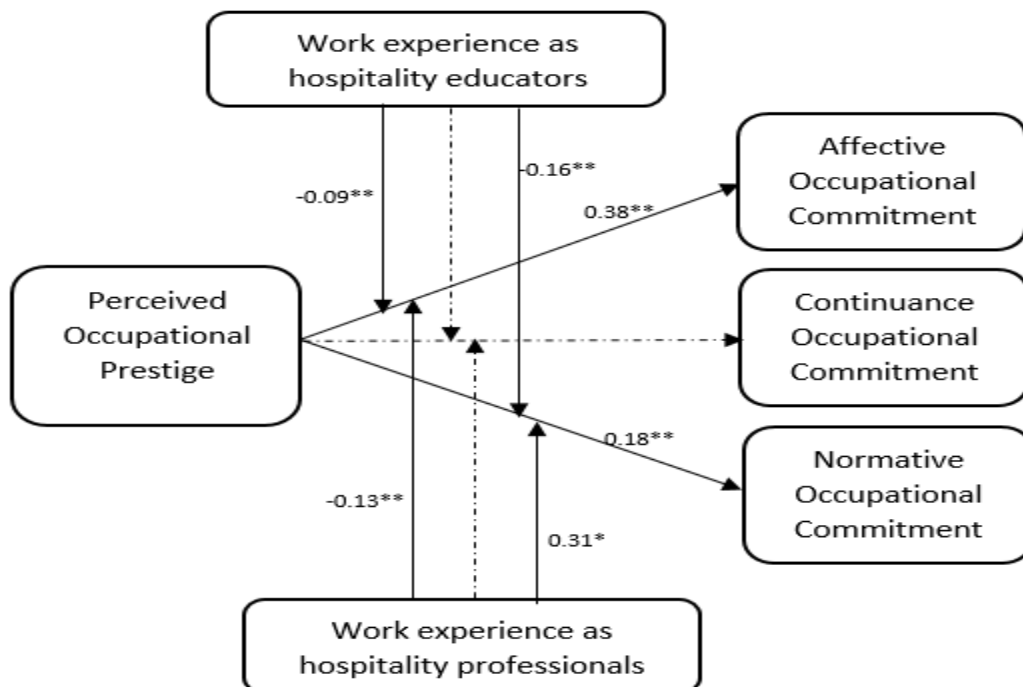 Work experience as
hospitality educators
-0.09**
-0.16**
0.38**
Affective
Occupational
Commitment
Perceived
Occupational
Prestige
Continuance
Occupational
Commitment
0.18**
Normative
Occupational
Commitment
-0.13**
0.31*
Work experience as
hospitality professionals